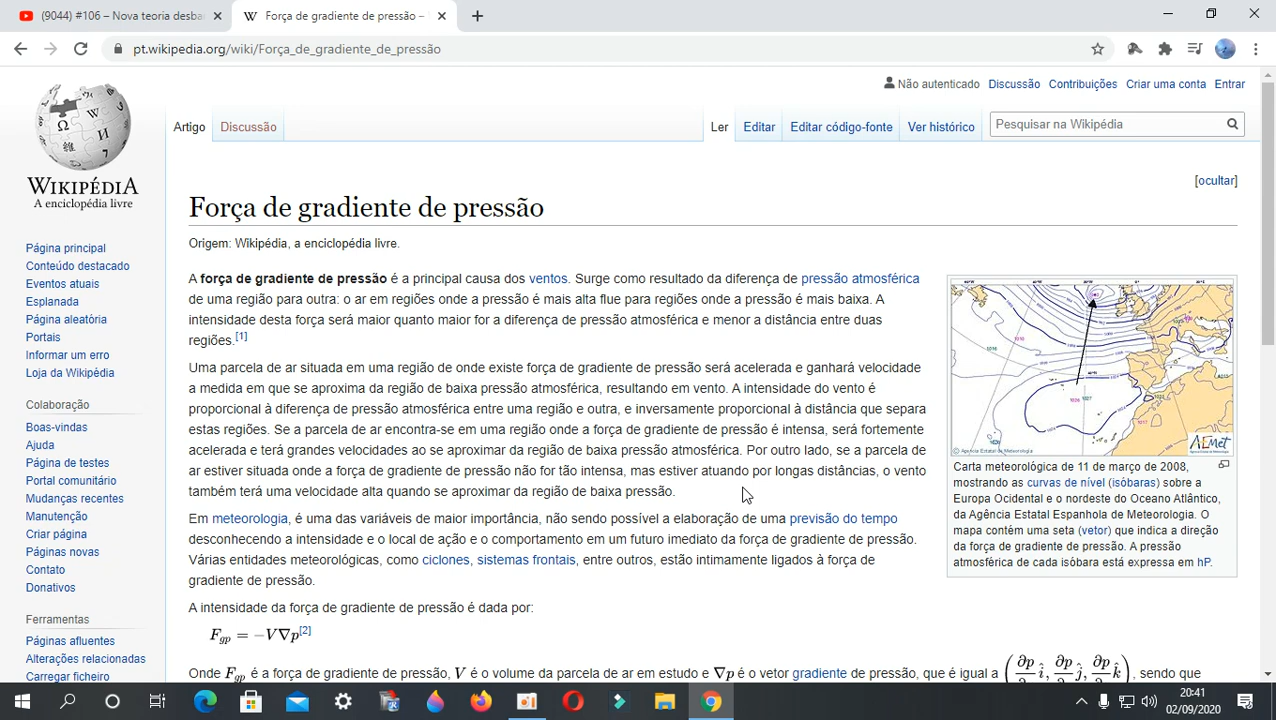 (9044) #106 – Nova teoria desba
Força de gradiente de pressão –
pt.wikipedia.org/wiki/Força_de_gradiente_de_pressão
Não autenticado Discussão Contribuições Criar uma conta Entrar
Artigo Discussão Ler Editar Editar código-fonte Ver histórico Pesquisar na Wikipédia
WIKIPÉDIA
A enciclopédia livre
Página principal
Conteúdo destacado
Eventos atuais
Esplanada
Página aleatória
Portais
Informar um erro
Loja da Wikipédia
Colaboração
Boas-vindas
Ajuda
Página de testes
Portal comunitário
Mudanças recentes
Manutenção
Criar página
Páginas novas
Contato
Donativos
Ferramentas
Páginas afluentes
Alterações relacionadas
Carregar ficheiro
[ocultar]
Força de gradiente de pressão
Origem: Wikipédia, a enciclopédia livre.
A força de gradiente de pressão é a principal causa dos ventos. Surge como resultado da diferença de pressão atmosférica
de uma região para outra: o ar em regiões onde a pressão é mais alta flue para regiões onde a pressão é mais baixa. A
intensidade desta força será maior quanto maior for a diferença de pressão atmosférica e menor a distância entre duas
regiões.[1]
Uma parcela de ar situada em uma região de onde existe força de gradiente de pressão será acelerada e ganhará velocidade
a medida em que se aproxima da região de baixa pressão atmosférica, resultando em vento. A intensidade do vento é
proporcional à diferença de pressão atmosférica entre uma região e outra, e inversamente proporcional à distância que separa
estas regiões. Se a parcela de ar encontra-se em uma região onde a força de gradiente de pressão é intensa, será fortemente
acelerada e terá grandes velocidades ao se aproximar da região de baixa pressão atmosférica. Por outro lado, se a parcela de
ar estiver situada onde a força de gradiente de pressão não for tão intensa, mas estiver atuando por longas distâncias, o vento
também terá uma velocidade alta quando se aproximar da região de baixa pressão.
Em meteorologia, é uma das variáveis de maior importância, não sendo possível a elaboração de uma previsão do tempo
desconhecendo a intensidade e o local de ação e o comportamento em um futuro imediato da força de gradiente de pressão.
Várias entidades meteorológicas, como ciclones, sistemas frontais, entre outros, estão intimamente ligados à força de
gradiente de pressão.
A intensidade da força de gradiente de pressão é dada por:
F_gp = −V∇p[2]
Onde F_gp é a força de gradiente de pressão, V é o volume da parcela de ar em estudo e ∇p é o vetor gradiente de pressão, que é igual a (∂p i, ∂p j, ∂p k), sendo que
Carta meteorológica de 11 de março de 2008,
mostrando as curvas de nível (isóbaras) sobre a
Europa Ocidental e o nordeste do Oceano Atlântico,
da Agência Estatal Espanhola de Meteorologia. O
mapa contém uma seta (vetor) que indica a direção
da força de gradiente de pressão. A pressão
atmosférica de cada isóbara está expressa em hP.
20:41
02/09/2020